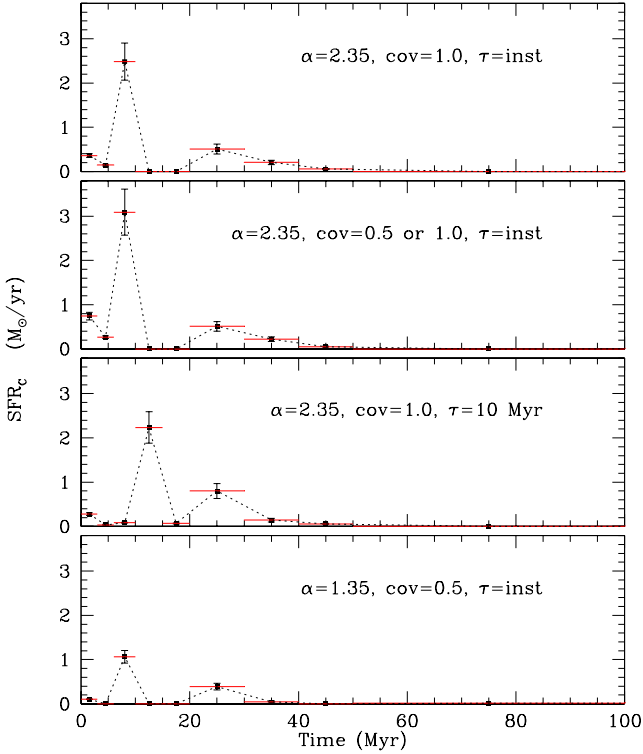 3
2
1
0
α=2.35, cov=1.0, τ=inst
3
2
1
0
α=2.35, cov=0.5 or 1.0, τ=inst
3
2
1
0
α=2.35, cov=1.0, τ=10 Myr
3
2
1
0
α=1.35, cov=0.5, τ=inst
SFR_c (M_⊙/yr)
0 20 40 60 80 100
Time (Myr)